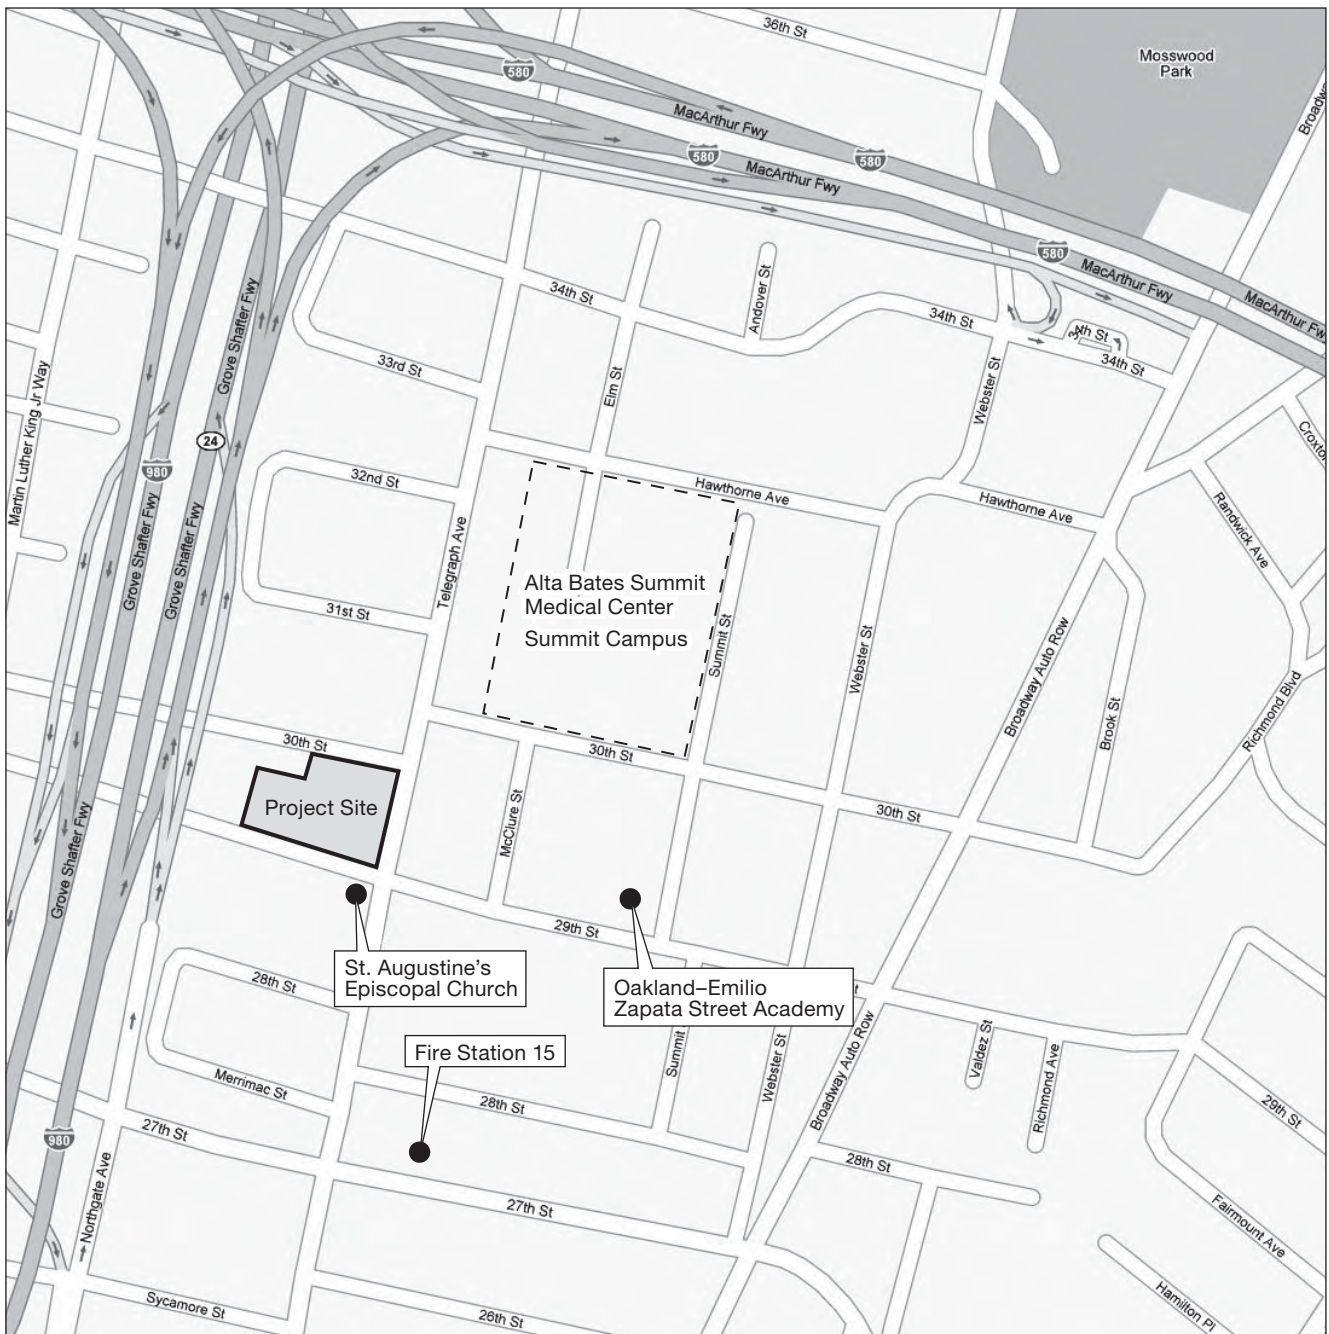 36th St
Mosswood
Park
Broadw
580
MacArthur Fwy
580
MacArthur Fwy
580
580
MacArthur Fwy
MacArthur Fw
34th St
Andover St
34th St
34th St
34th St
33rd St
Elm St
Webster St
Grove Shafter Fwy
Martin Luther King Jr Way
24
980
32nd St
Hawthorne Ave
Hawthorne Ave
Croxto
Randwick Ave
Telegraph Ave
Grove Shafter Fwy
Grove Shafter Fwy
Alta Bates Summit
Medical Center
Summit Campus
31st St
Summit St
Webster St
Broadway Auto Row
Brook St
Richmond Blvd
30th St
30th St
30th St
Project Site
McClure St
Grove Shafter Fwy
29th St
St. Augustine's
Episcopal Church
Oakland–Emilio
Zapata Street Academy
t
28th St
Fire Station 15
Summit
Webster St
Broadway Auto Row
Valdez St
Richmond Ave
29th St
Merrimac St
28th St
27th St
980
28th St
Northgate Ave
27th St
Fairmount Ave
Hamilton Pl
Sycamore St
26th St